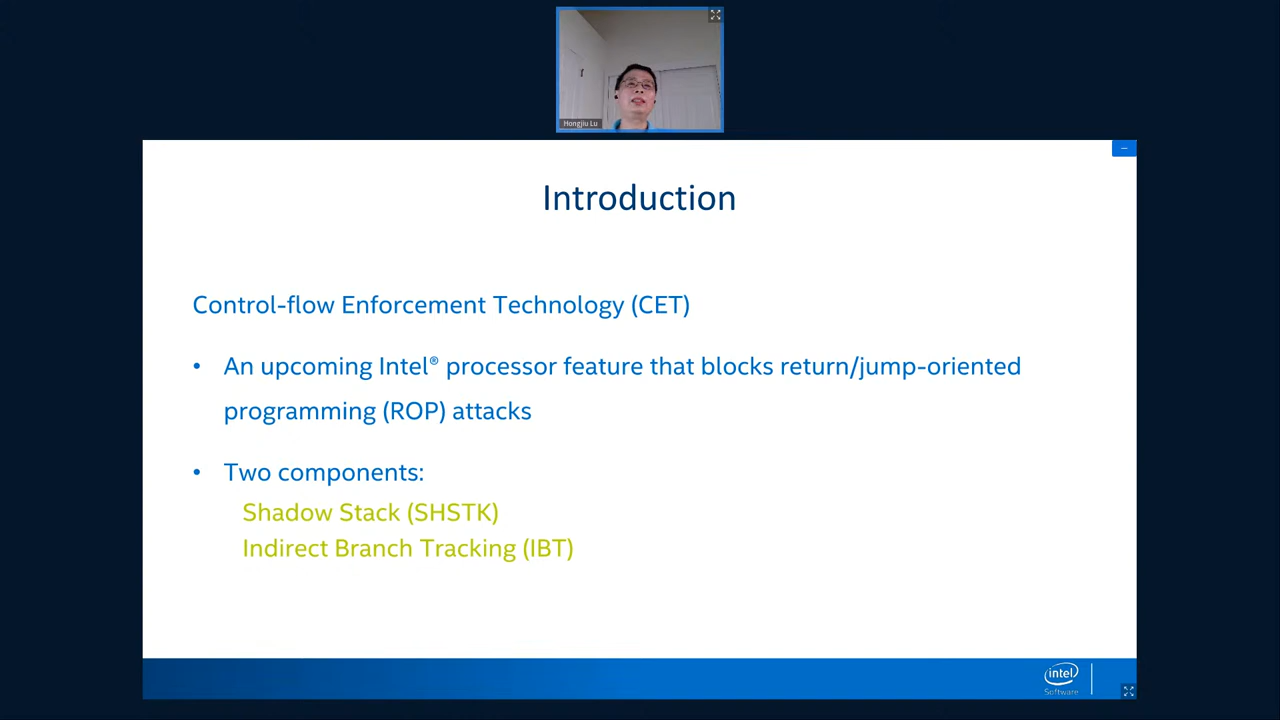 Hongjiu Lu
Introduction
Control-flow Enforcement Technology (CET)
• An upcoming Intel® processor feature that blocks return/jump-oriented
programming (ROP) attacks
• Two components:
Shadow Stack (SHSTK)
Indirect Branch Tracking (IBT)
intel
Software